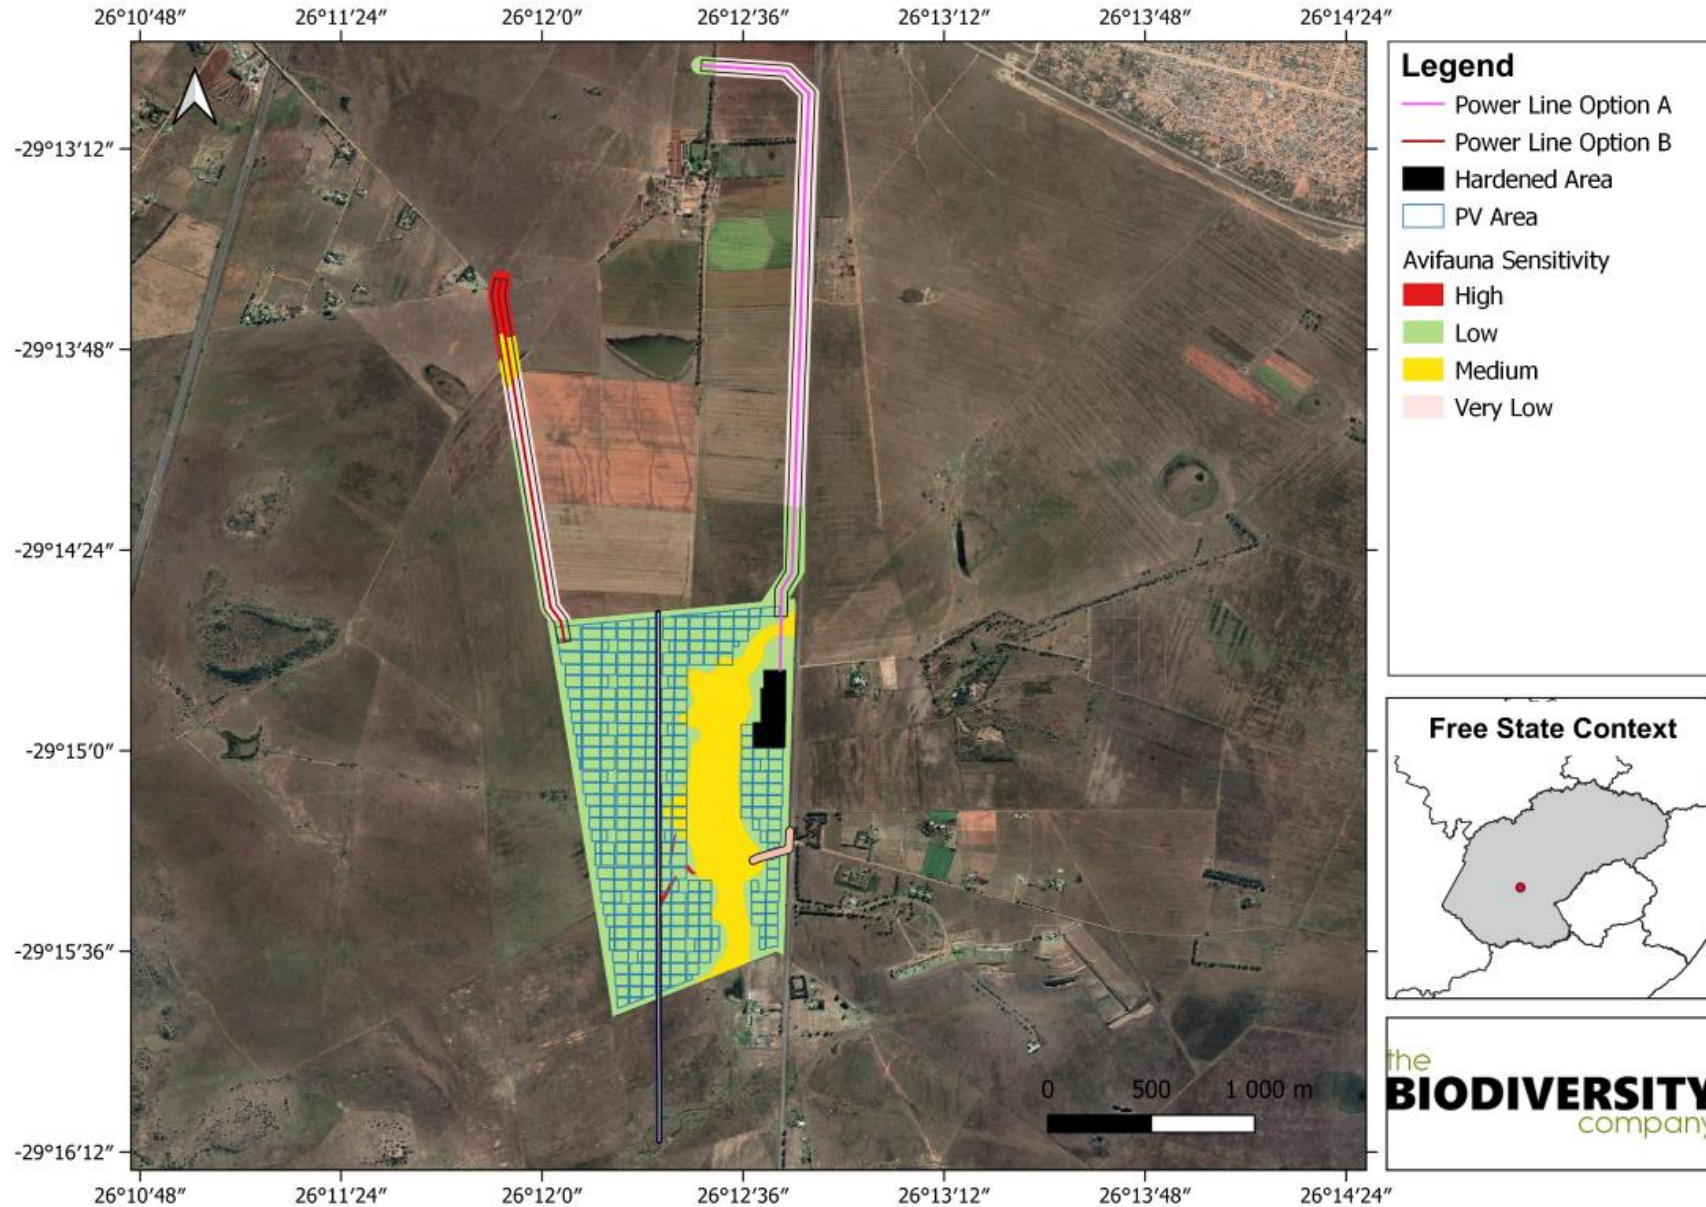 26°10′48″ 26°11′24″ 26°12′0″ 26°12′36″ 26°13′12″ 26°13′48″ 26°14′24″
-29°13′12″
-29°13′48″
-29°14′24″
-29°15′0″
-29°15′36″
-29°16′12″
0 500 1 000 m
26°10′48″ 26°11′24″ 26°12′0″ 26°12′36″ 26°13′12″ 26°13′48″ 26°14′24″
Legend
Power Line Option A
Power Line Option B
Hardened Area
PV Area
Avifauna Sensitivity
High
Low
Medium
Very Low
Free State Context
the
BIODIVERSITY
company